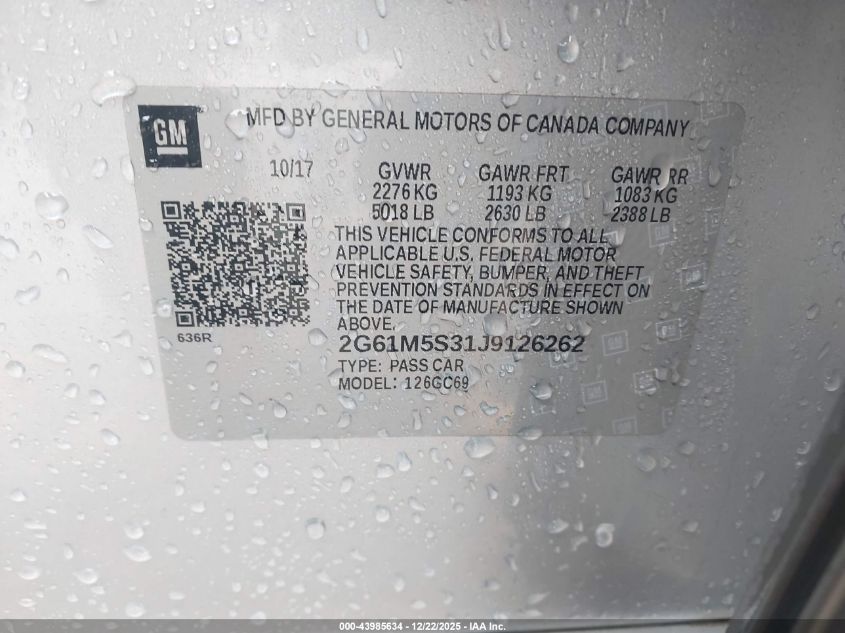 GM
MFD BY GENERAL MOTORS OF CANADA COMPANY
10/17 GVWR GAWR FRT GAWR RR
2276 KG 1193 KG 1083 KG
5018 LB 2630 LB 2388 LB
THIS VEHICLE CONFORMS TO ALL
APPLICABLE U.S. FEDERAL MOTOR
VEHICLE SAFETY, BUMPER, AND THEFT
PREVENTION STANDARDS IN EFFECT ON
THE DATE OF MANUFACTURE SHOWN
ABOVE.
636R
2G61M5S31J9126262
TYPE: PASS CAR
MODEL: 126GC69
000-43985634 - 12/22/2025 - IAA Inc.